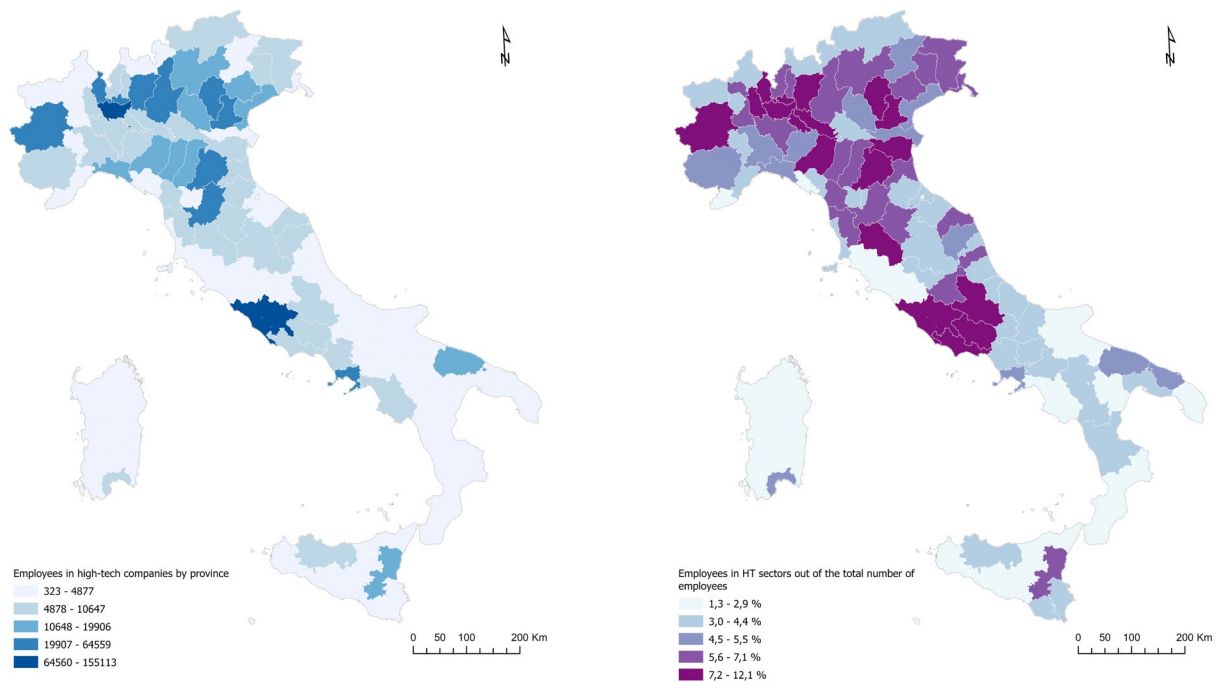 N
N
Employees in high-tech companies by province
323 - 4877
4878 - 10647
10648 - 19906
19907 - 64559
64560 - 155113
0 50 100 200 Km
Employees in HT sectors out of the total number of
employees
1,3 - 2,9 %
3,0 - 4,4 %
4,5 - 5,5 %
5,6 - 7,1 %
7,2 - 12,1 %
0 50 100 200 Km